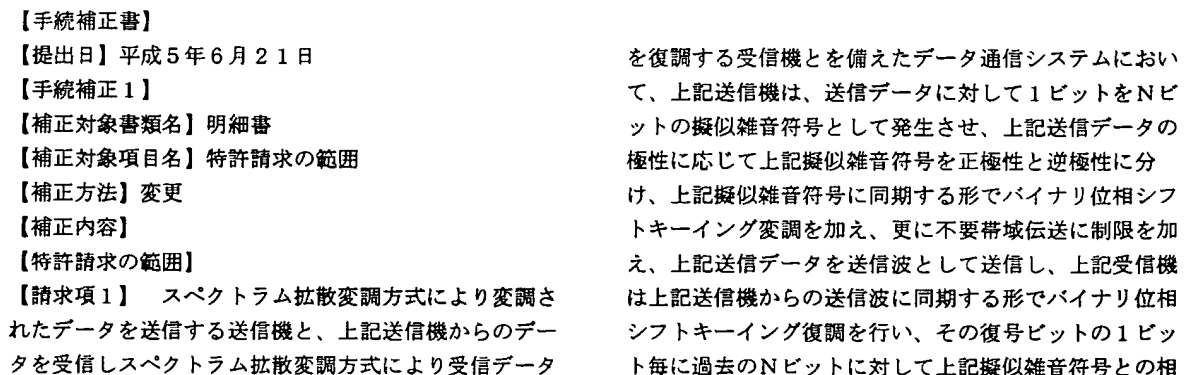 【手続補正書】
【提出日】平成5年6月21日
【手続補正1】
【補正対象書類名】明細書
【補正対象項目名】特許請求の範囲
【補正方法】変更
【補正内容】
【特許請求の範囲】
【請求項1】　スペクトラム拡散変調方式により変調さ
れたデータを送信する送信機と、上記送信機からのデー
タを受信しスペクトラム拡散変調方式により受信データ
を復調する受信機とを備えたデータ通信システムにおい
て、上記送信機は、送信データに対して1ビットをNビ
ットの擬似雑音符号として発生させ、上記送信データの
極性に応じて上記擬似雑音符号を正極性と逆極性に分
け、上記擬似雑音符号に同期する形でバイナリ位相シフ
トキーイング変調を加え、更に不要帯域伝送に制限を加
え、上記送信データを送信波として送信し、上記受信機
は上記送信機からの送信波に同期する形でバイナリ位相
シフトキーイング復調を行い、その復号ビットの1ビッ
ト毎に過去のNビットに対して上記擬似雑音符号との相